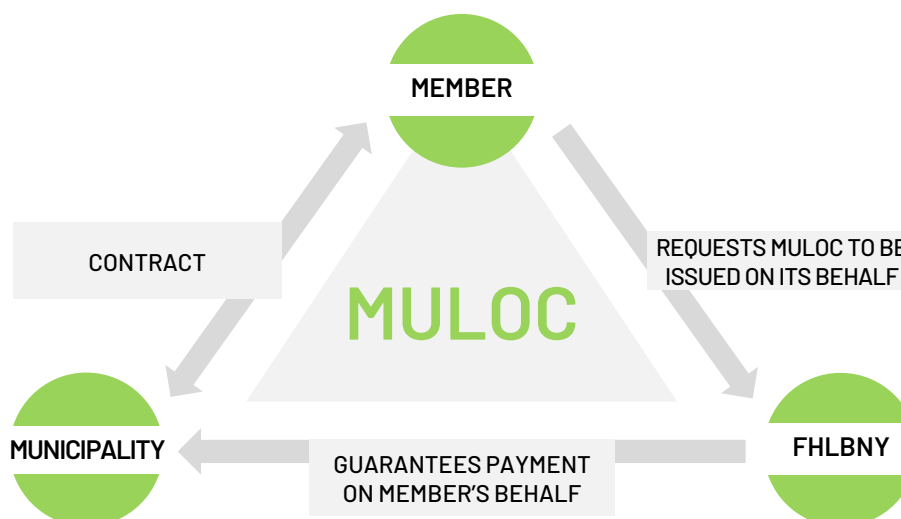 MEMBER
CONTRACT
REQUESTS MULOC TO BE
ISSUED ON ITS BEHALF
MULOC
MUNICIPALITY
FHLBNY
GUARANTEES PAYMENT
ON MEMBER'S BEHALF